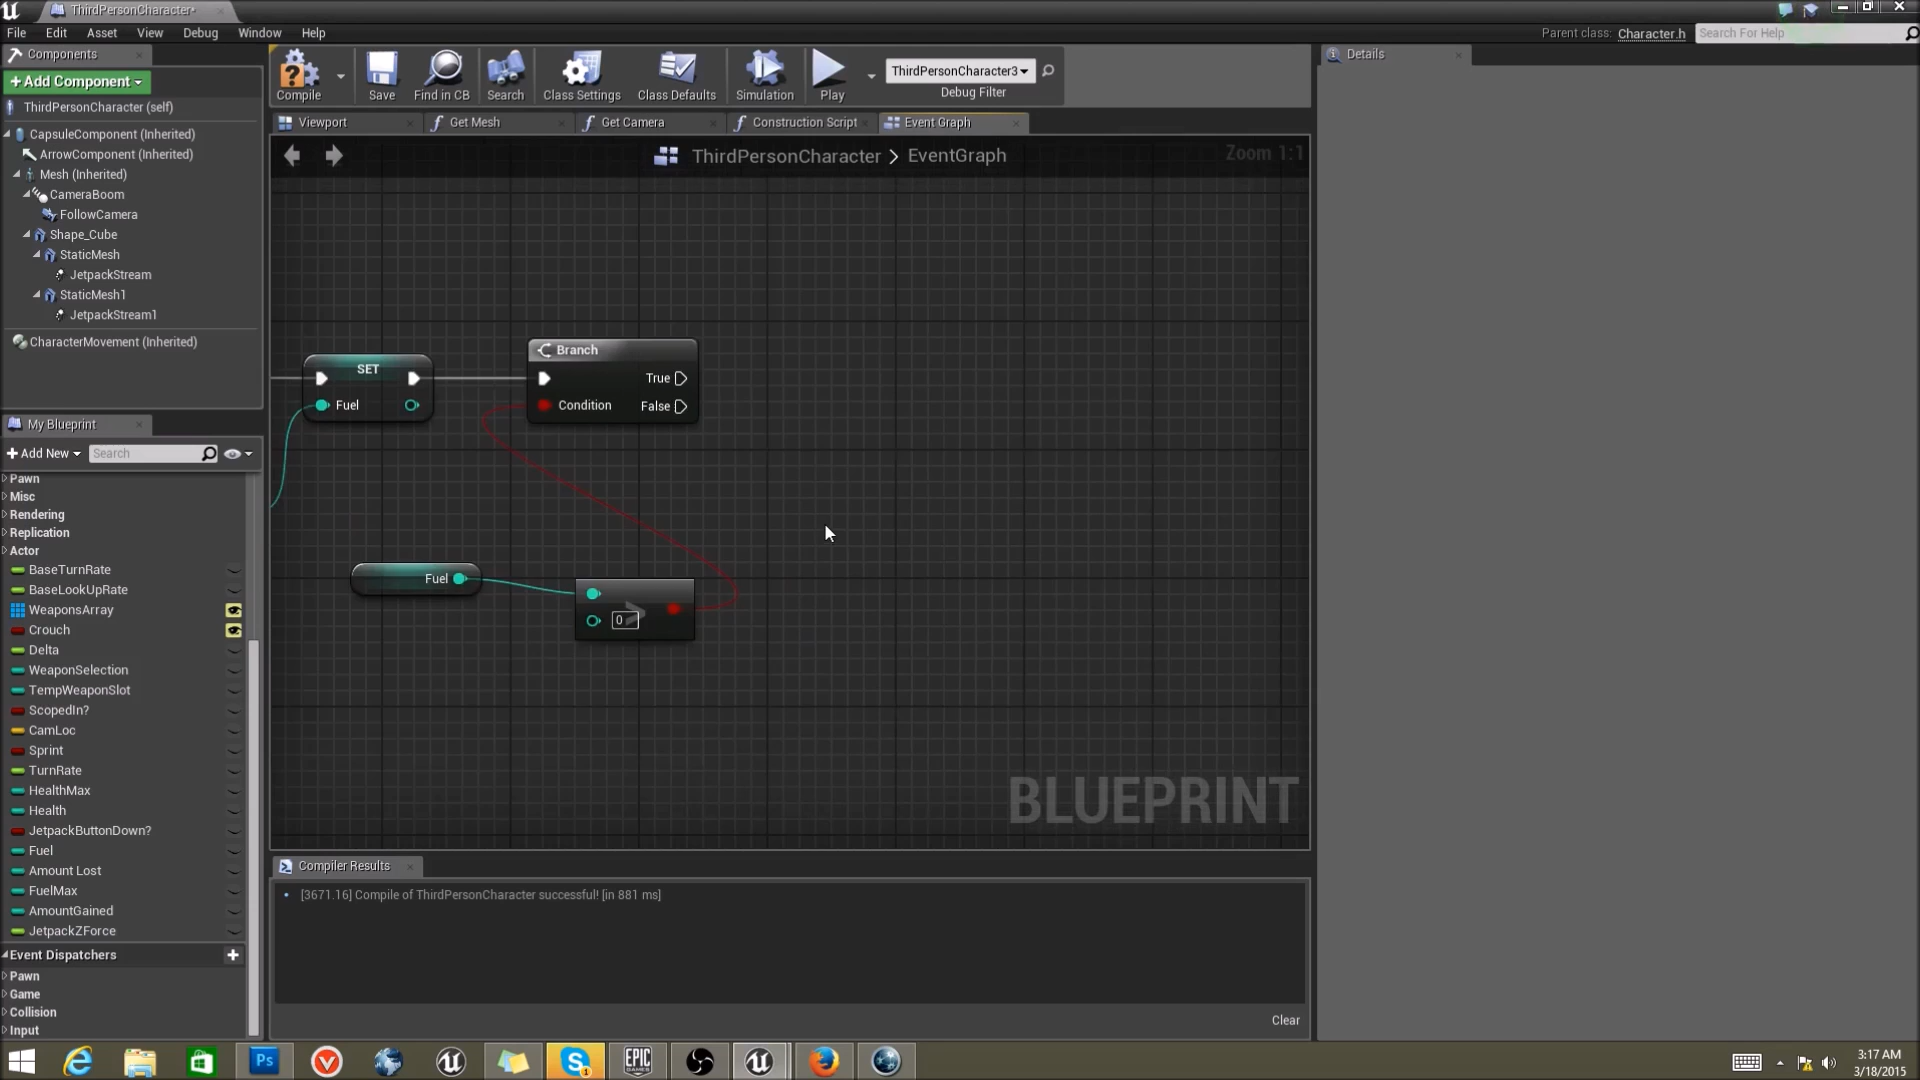 ThirdPersonCharacter*
File Edit Asset View Debug Window Help
Parent class: Character.h Search For Help
Components
+Add Component
ThirdPersonCharacter (self)
CapsuleComponent (Inherited)
ArrowComponent (Inherited)
Mesh (Inherited)
CameraBoom
FollowCamera
Shape_Cube
StaticMesh
JetpackStream
StaticMesh1
JetpackStream1
CharacterMovement (Inherited)
Compile Save Find in CB Search Class Settings Class Defaults Simulation Play
ThirdPersonCharacter3
Debug Filter
Details
Viewport Get Mesh Get Camera Construction Script Event Graph
ThirdPersonCharacter > EventGraph
Zoom 1:1
SET
Fuel
Branch
True
Condition False
Fuel
0
BLUEPRINT
My Blueprint
+Add New Search
Pawn
Misc
Rendering
Replication
Actor
BaseTurnRate
BaseLookUpRate
WeaponsArray
Crouch
Delta
WeaponSelection
TempWeaponSlot
ScopedIn?
CamLoc
Sprint
TurnRate
HealthMax
Health
JetpackButtonDown?
Fuel
Amount Lost
FuelMax
AmountGained
JetpackZForce
Event Dispatchers
Pawn
Game
Collision
Input
Compiler Results
[3671.16] Compile of ThirdPersonCharacter successful! [in 881 ms]
Clear
Ps
S
1
EPIC
GAMES
3:17 AM
3/18/2015